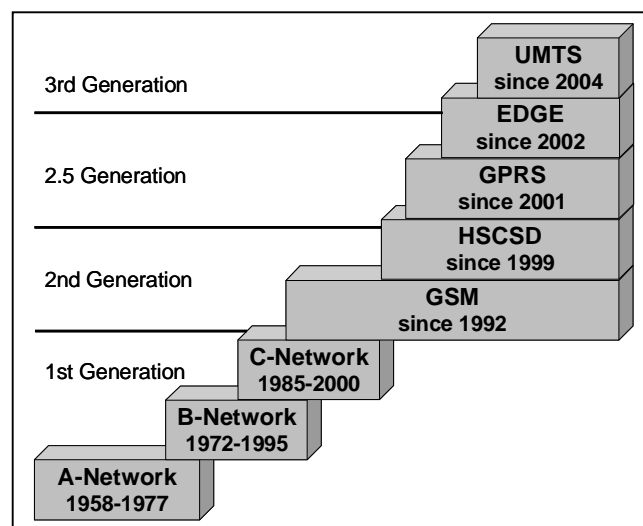 UMTS
since 2004
3rd Generation
EDGE
since 2002
2.5 Generation
GPRS
since 2001
HSCSD
since 1999
2nd Generation
GSM
since 1992
C-Network
1985-2000
1st Generation
B-Network
1972-1995
A-Network
1958-1977